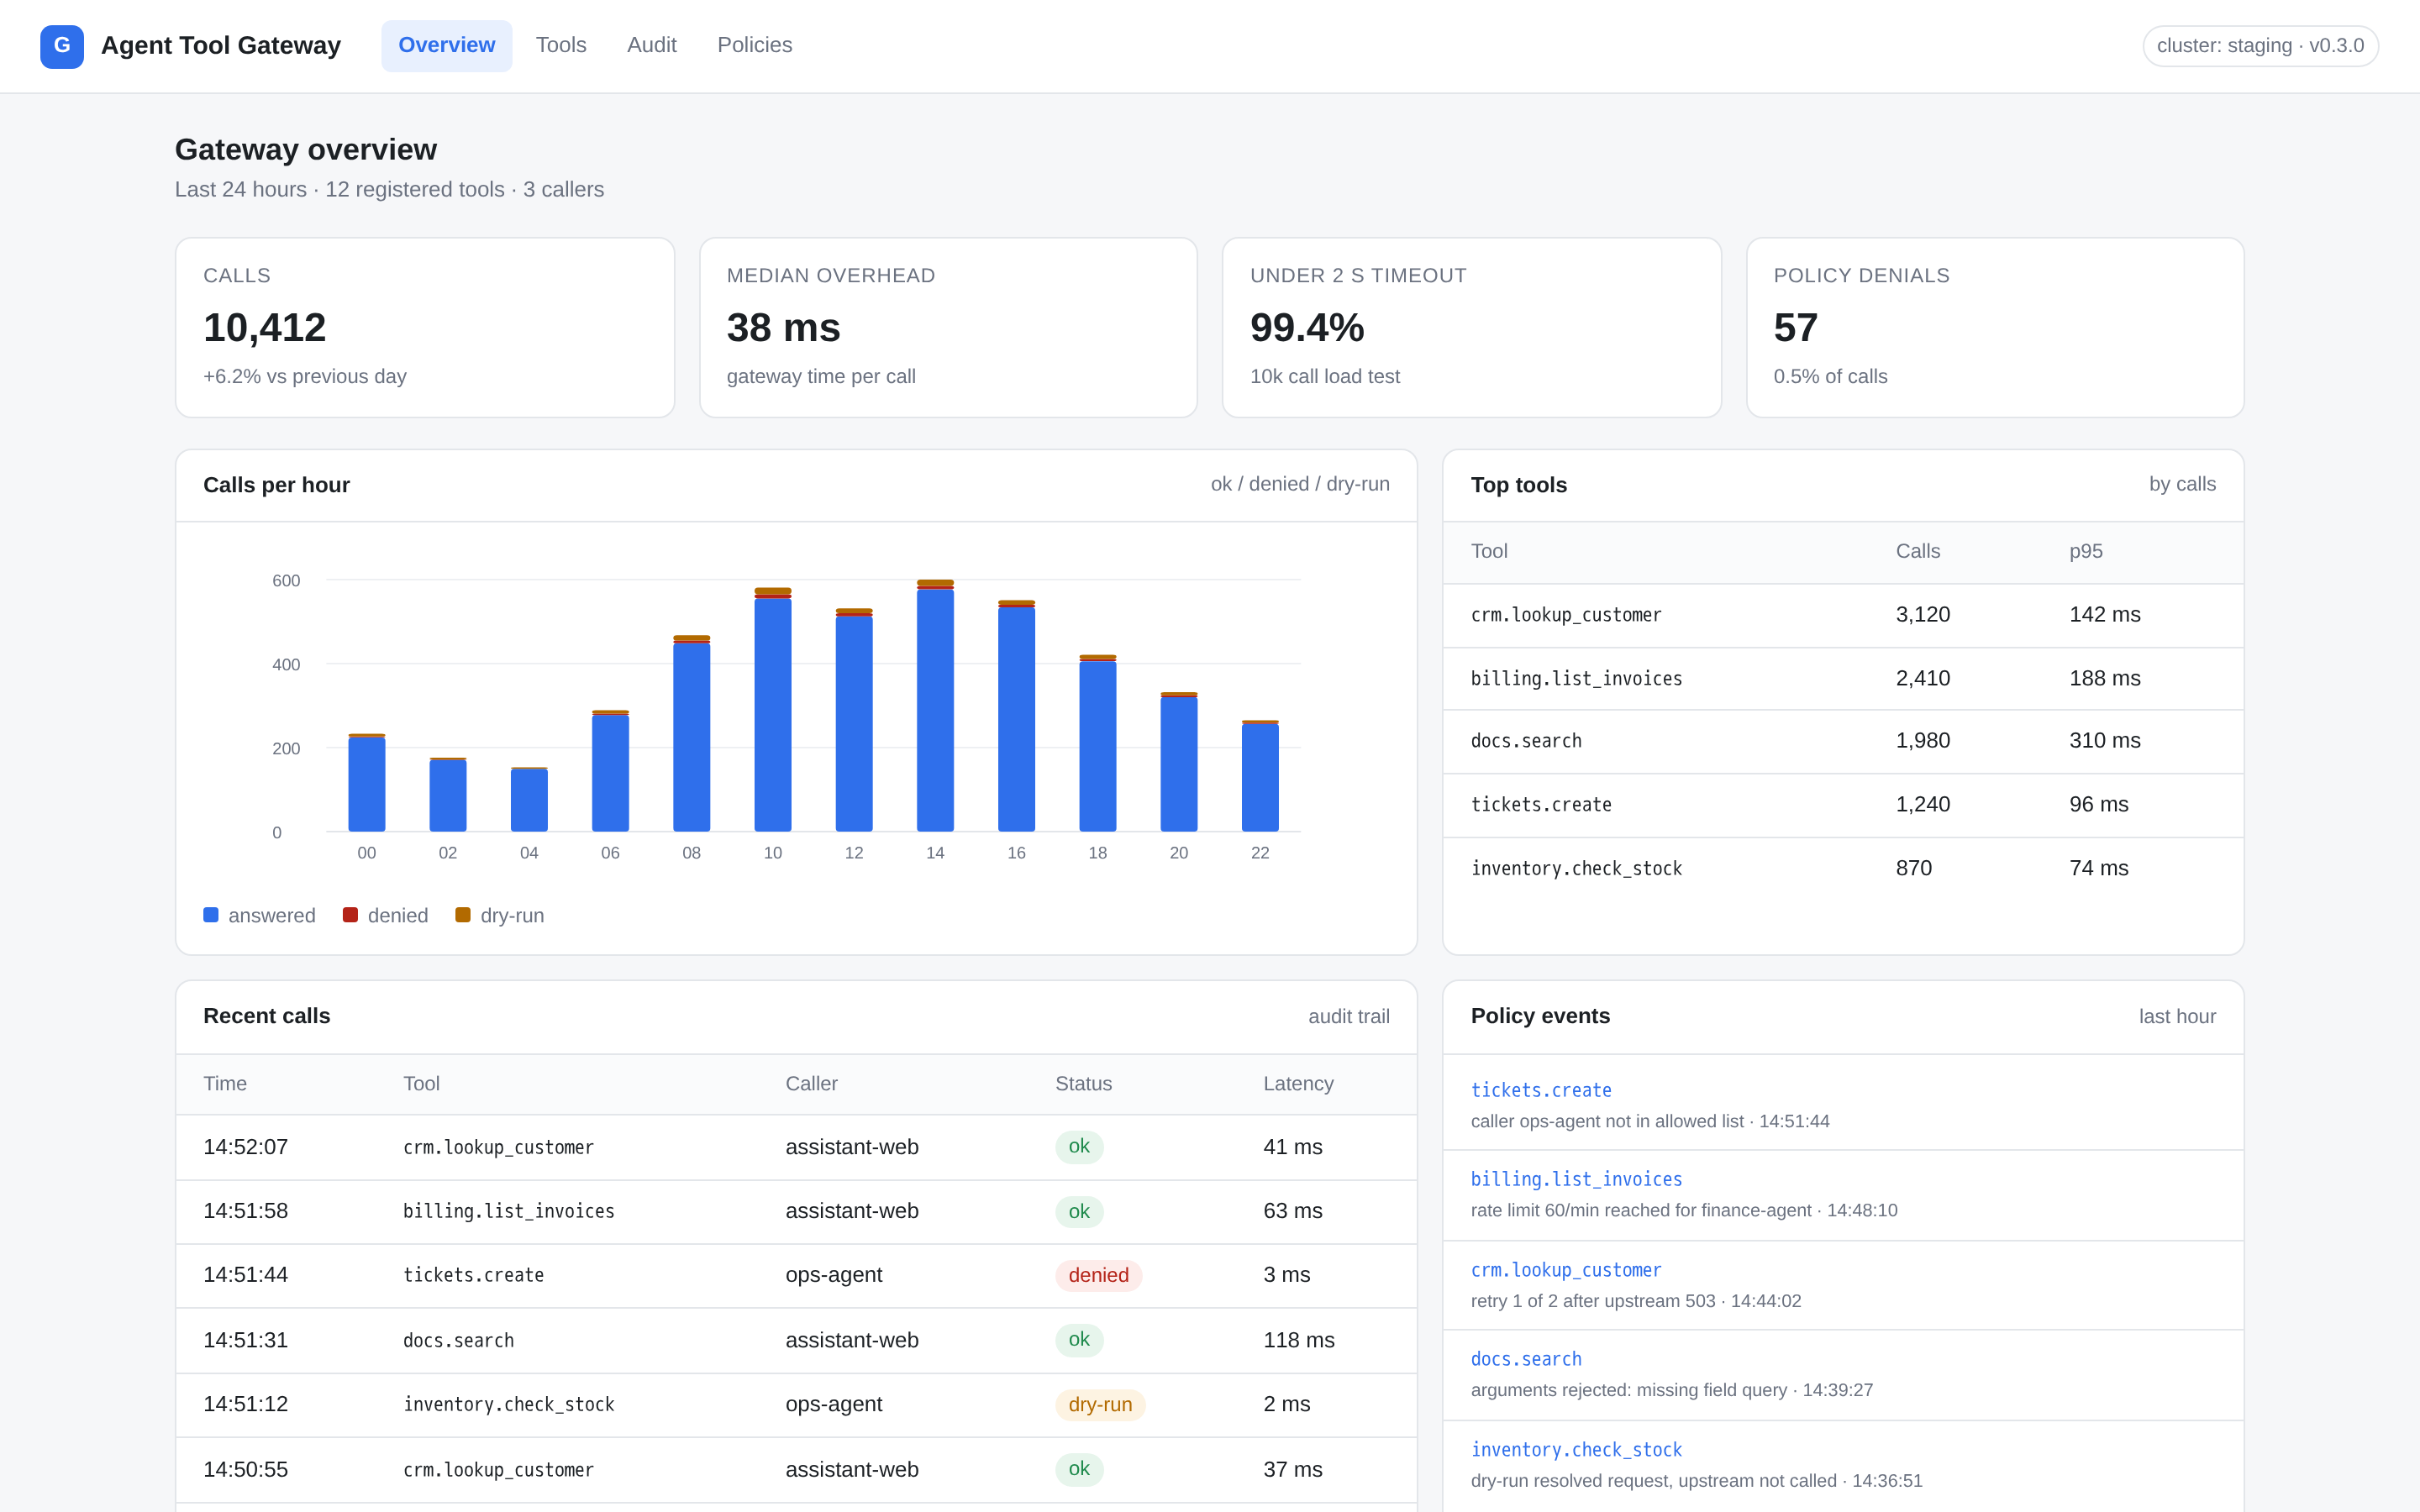 G Agent Tool Gateway Overview Tools Audit Policies cluster: staging · v0.3.0
Gateway overview
Last 24 hours · 12 registered tools · 3 callers
CALLS
10,412
+6.2% vs previous day
MEDIAN OVERHEAD
38 ms
gateway time per call
UNDER 2 S TIMEOUT
99.4%
10k call load test
POLICY DENIALS
57
0.5% of calls
Calls per hour ok / denied / dry-run
600
400
200
0
00 02 04 06 08 10 12 14 16 18 20 22
answered denied dry-run
Top tools by calls
Tool Calls p95
crm.lookup_customer 3,120 142 ms
billing.list_invoices 2,410 188 ms
docs.search 1,980 310 ms
tickets.create 1,240 96 ms
inventory.check_stock 870 74 ms
Recent calls audit trail
Time Tool Caller Status Latency
14:52:07 crm.lookup_customer assistant-web ok 41 ms
14:51:58 billing.list_invoices assistant-web ok 63 ms
14:51:44 tickets.create ops-agent denied 3 ms
14:51:31 docs.search assistant-web ok 118 ms
14:51:12 inventory.check_stock ops-agent dry-run 2 ms
14:50:55 crm.lookup_customer assistant-web ok 37 ms
Policy events last hour
tickets.create
caller ops-agent not in allowed list · 14:51:44
billing.list_invoices
rate limit 60/min reached for finance-agent · 14:48:10
crm.lookup_customer
retry 1 of 2 after upstream 503 · 14:44:02
docs.search
arguments rejected: missing field query · 14:39:27
inventory.check_stock
dry-run resolved request, upstream not called · 14:36:51